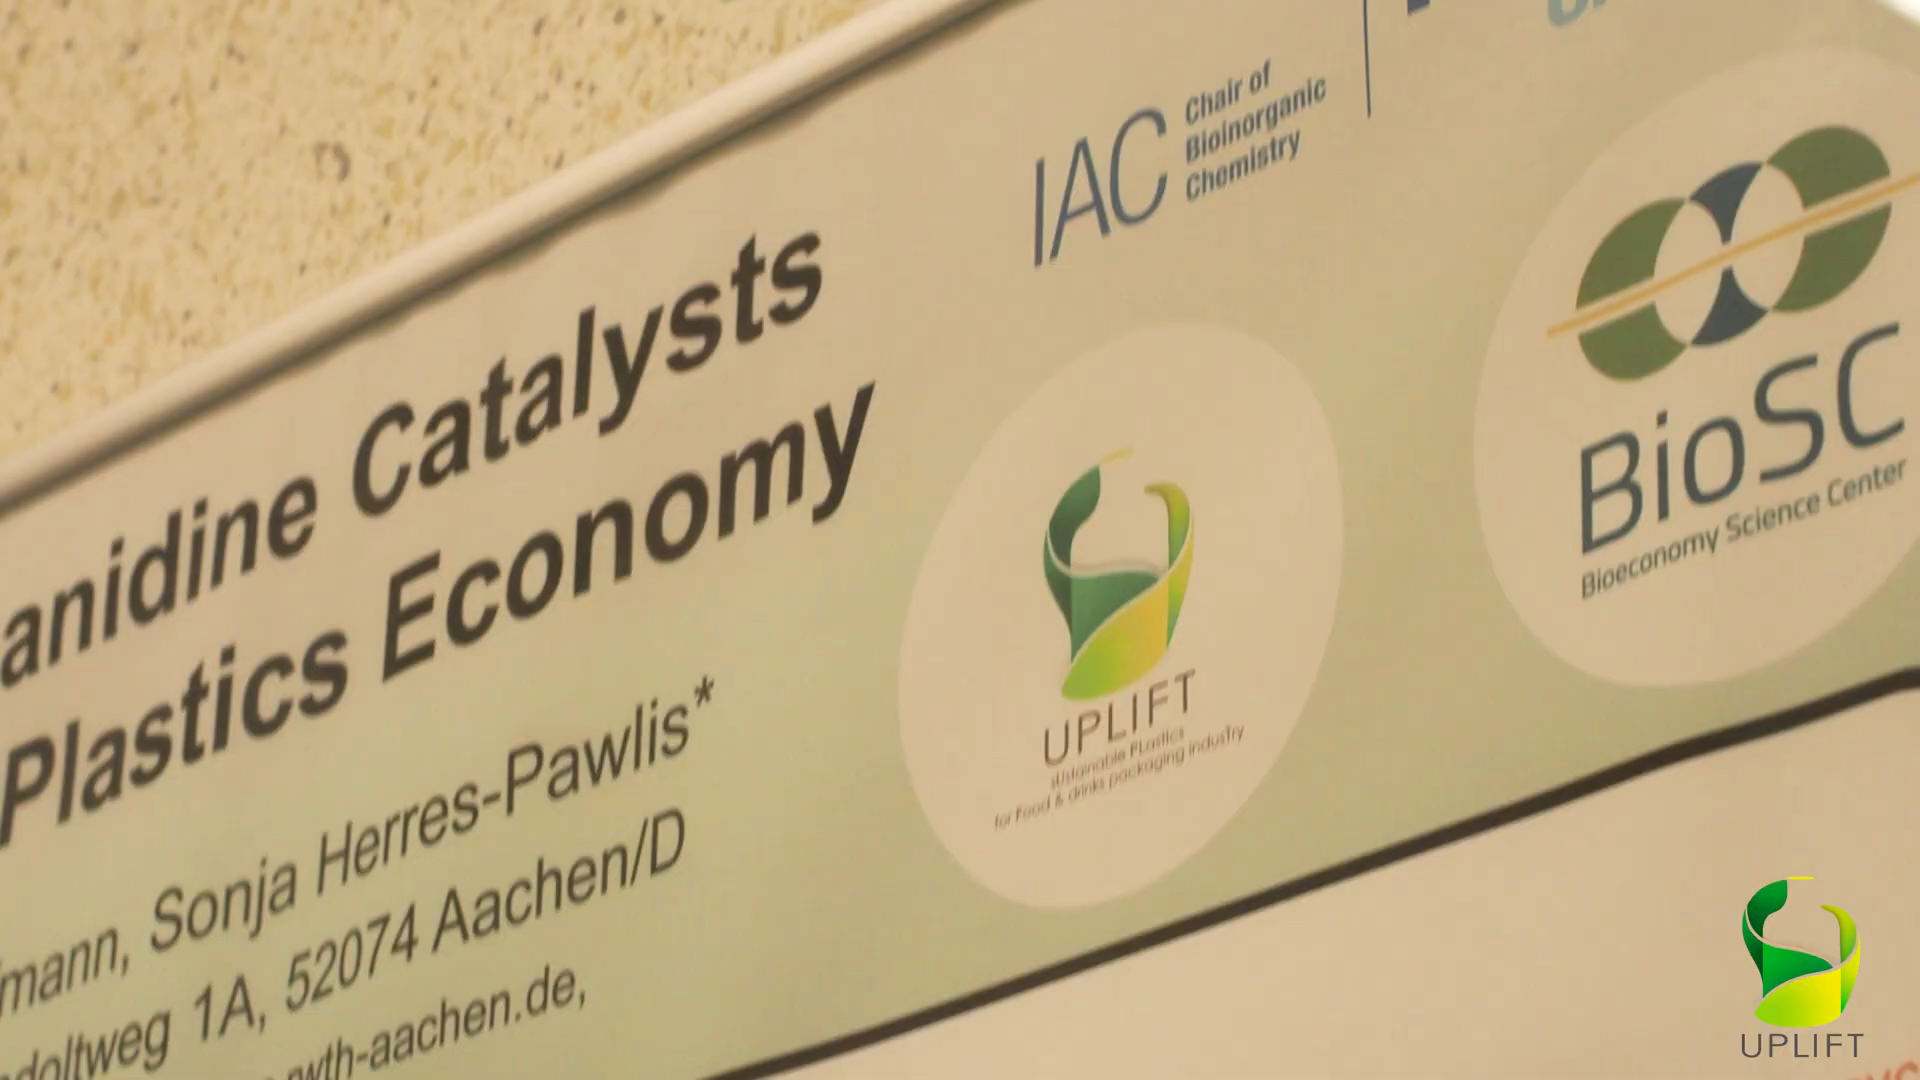 anidine Catalysts
Plastics Economy
mann, Sonja Herres-Pawlis*
doltweg 1A, 52074 Aachen/D
rwth-aachen.de,
IAC
Chair of
Bioinorganic
Chemistry
UPLIFT
sUstainable PLastics
for Food & drinks packaging industry
BioSC
Bioeconomy Science Center
UPLIFT